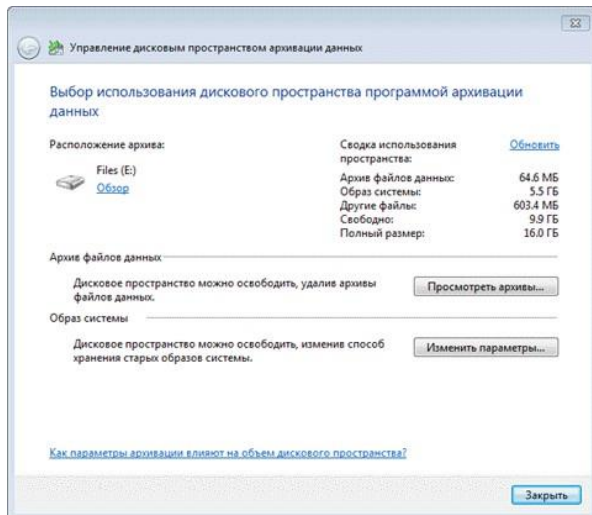 Управление дисковым пространством архивации данных
Выбор использования дискового пространства программой архивации
данных
Расположение архива:
Files (E:)
Обзор
Сводка использования
пространства:
Обновить
Архив файлов данных: 64.6 МБ
Образ системы: 5.5 ГБ
Другие файлы: 603.4 МБ
Свободно: 9.9 ГБ
Полный размер: 16.0 ГБ
Архив файлов данных
Дисковое пространство можно освободить, удалив архивы
файлов данных.
Просмотреть архивы...
Образ системы
Дисковое пространство можно освободить, изменив способ
хранения старых образов системы.
Изменить параметры...
Как параметры архивации влияют на объем дискового пространства?
Закрыть